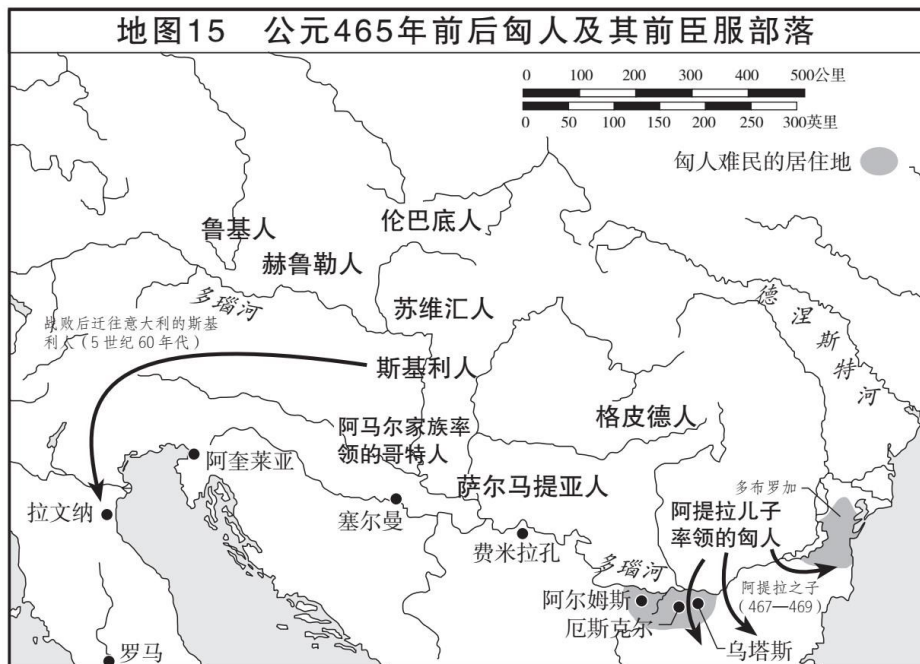 地图15 公元465年前后匈人及其前臣服部落
0 100 200 300 400 500公里
0 50 100 150 200 250 300英里
匈人难民的居住地
伦巴底人
鲁基人
赫鲁勒人
多瑙河
苏维汇人
德涅斯特河
战败后迁往意大利的斯基
利人（5世纪60年代）
斯基利人
格皮德人
阿马尔家族率
领的哥特人
阿奎莱亚
萨尔马提亚人
多布罗加
拉文纳
塞尔曼
阿提拉儿子
率领的匈人
费米拉孔
多瑙河
阿提拉之子
（467—469）
阿尔姆斯
厄斯克尔
乌塔斯
罗马